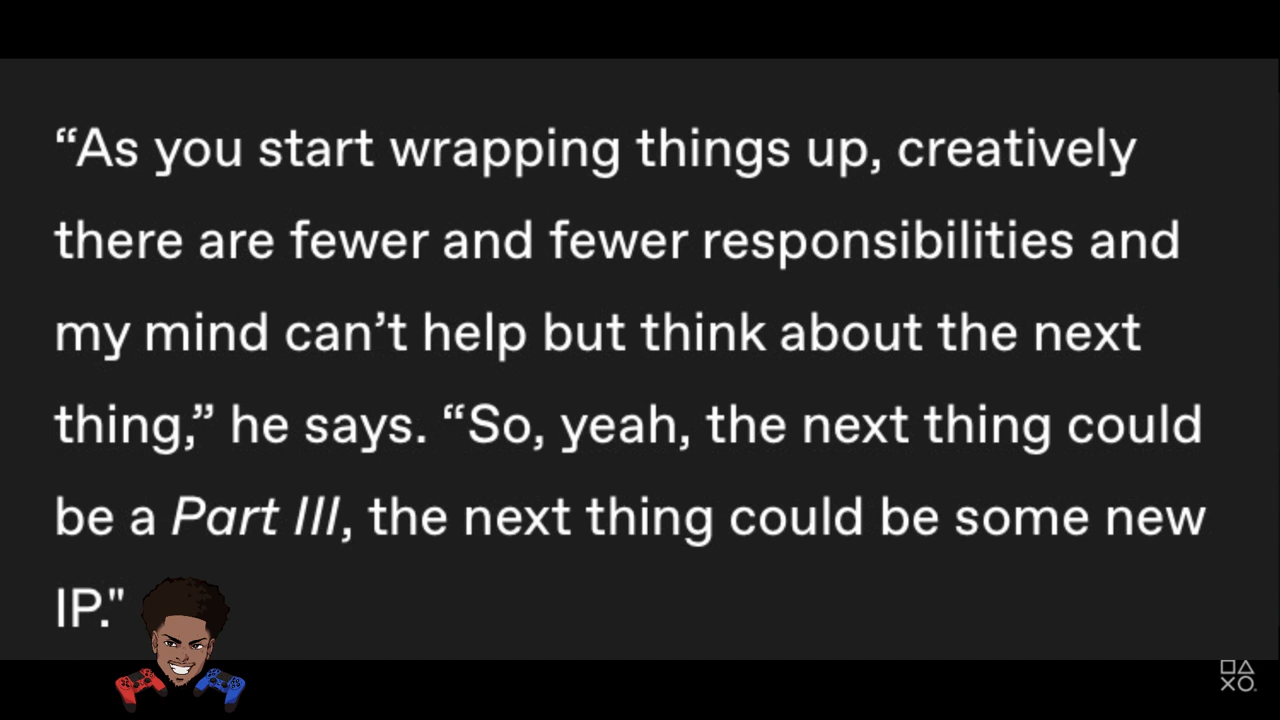 “As you start wrapping things up, creatively
there are fewer and fewer responsibilities and
my mind can’t help but think about the next
thing,” he says. “So, yeah, the next thing could
be a Part III, the next thing could be some new
IP."